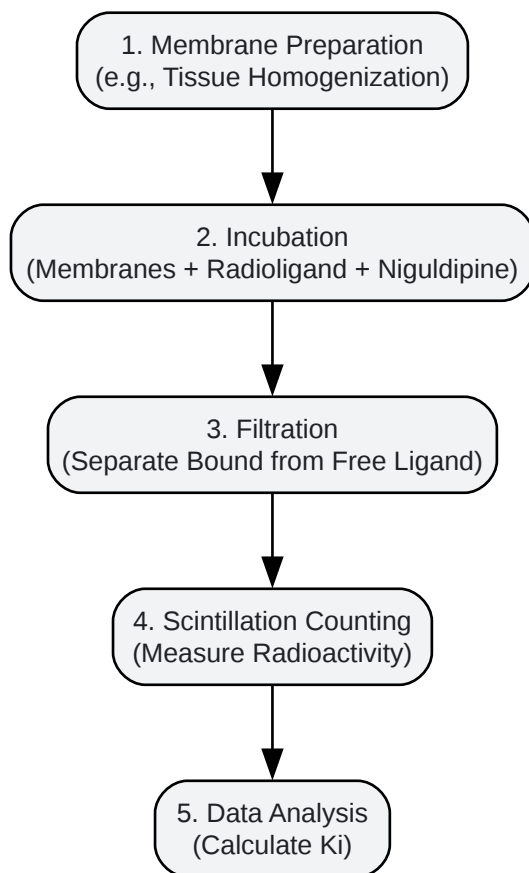 1. Membrane Preparation
(e.g., Tissue Homogenization)
2. Incubation
(Membranes + Radioligand + Niguldipine)
3. Filtration
(Separate Bound from Free Ligand)
4. Scintillation Counting
(Measure Radioactivity)
5. Data Analysis
(Calculate Ki)